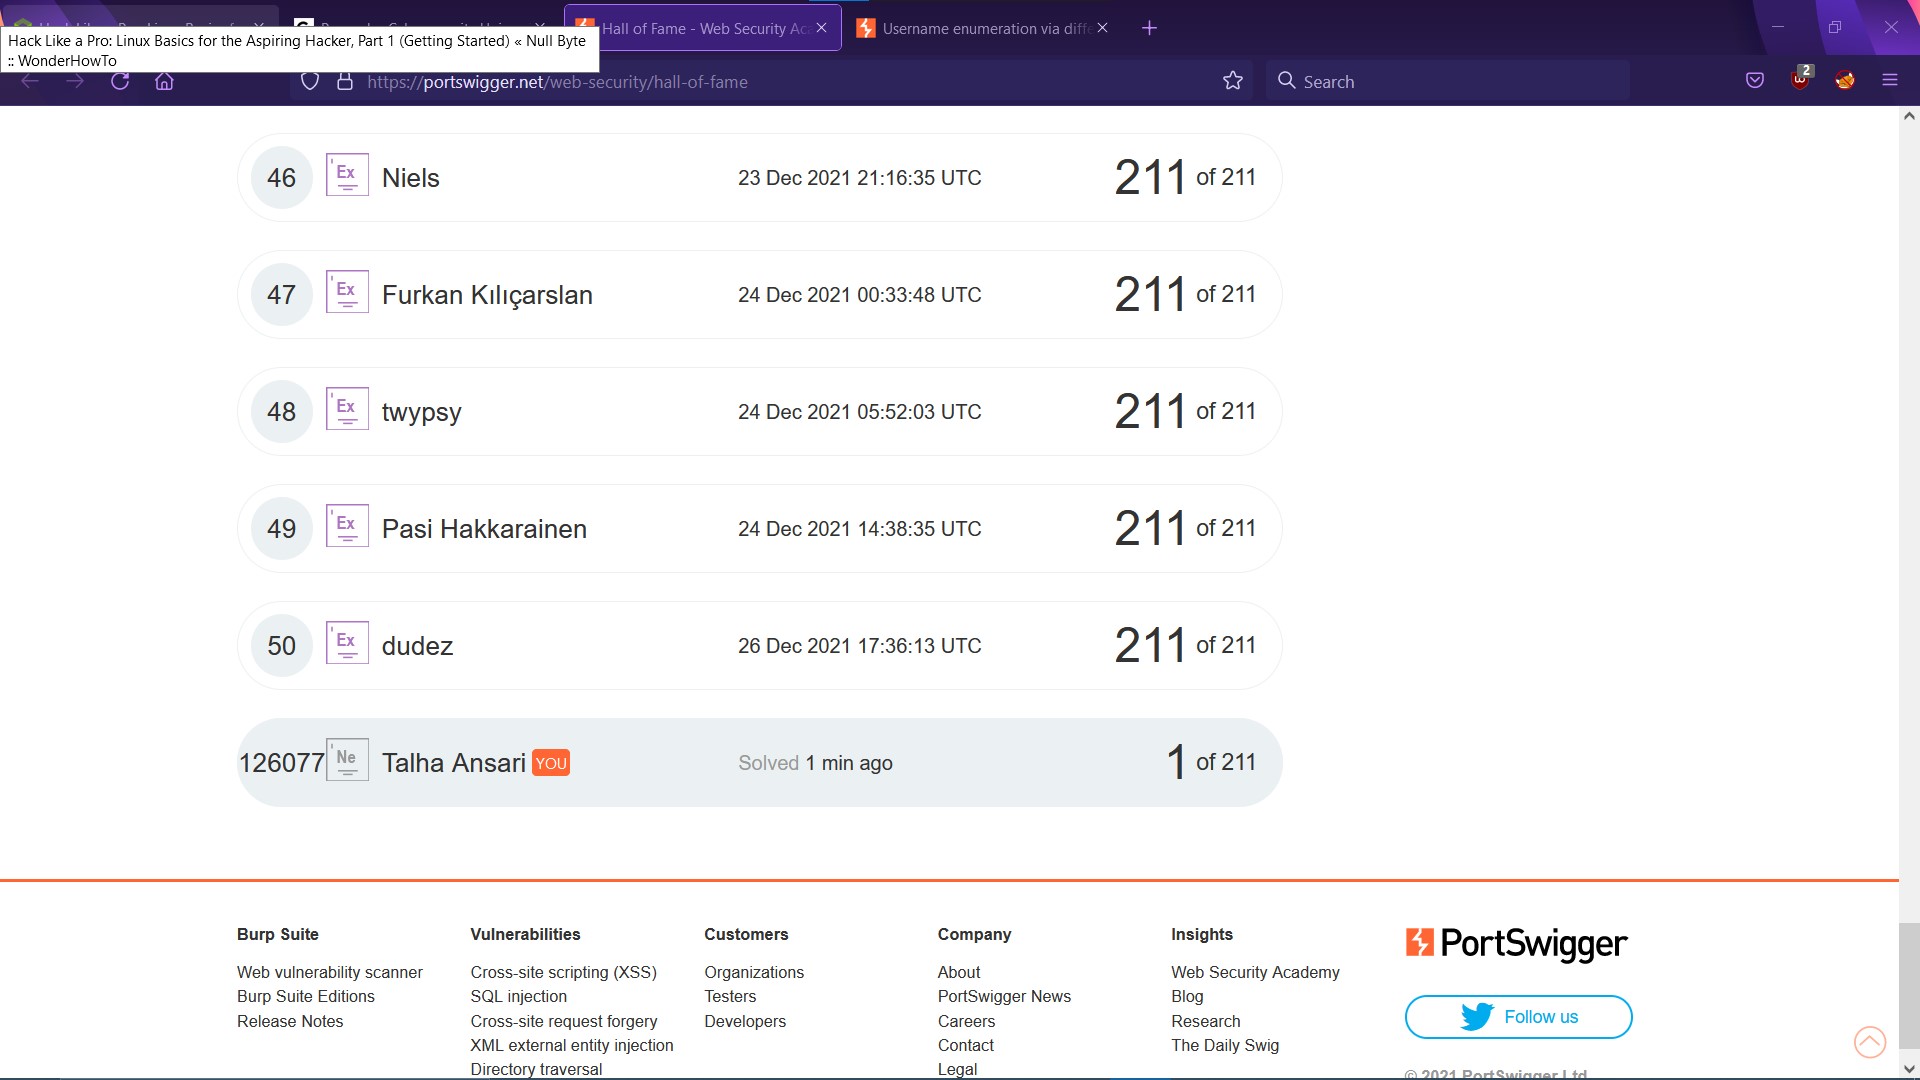 Hall of Fame - Web Security Aca
Username enumeration via diffe
Hack Like a Pro: Linux Basics for the Aspiring Hacker, Part 1 (Getting Started) « Null Byte
:: WonderHowTo
https://portswigger.net/web-security/hall-of-fame
Search
2
46 Ex Niels 23 Dec 2021 21:16:35 UTC 211 of 211
47 Ex Furkan Kılıçarslan 24 Dec 2021 00:33:48 UTC 211 of 211
48 Ex twypsy 24 Dec 2021 05:52:03 UTC 211 of 211
49 Ex Pasi Hakkarainen 24 Dec 2021 14:38:35 UTC 211 of 211
50 Ex dudez 26 Dec 2021 17:36:13 UTC 211 of 211
126077 Ne Talha Ansari YOU Solved 1 min ago 1 of 211
Burp Suite
Web vulnerability scanner
Burp Suite Editions
Release Notes
Vulnerabilities
Cross-site scripting (XSS)
SQL injection
Cross-site request forgery
XML external entity injection
Directory traversal
Customers
Organizations
Testers
Developers
Company
About
PortSwigger News
Careers
Contact
Legal
Insights
Web Security Academy
Blog
Research
The Daily Swig
PortSwigger
Follow us
© 2021 PortSwigger Ltd